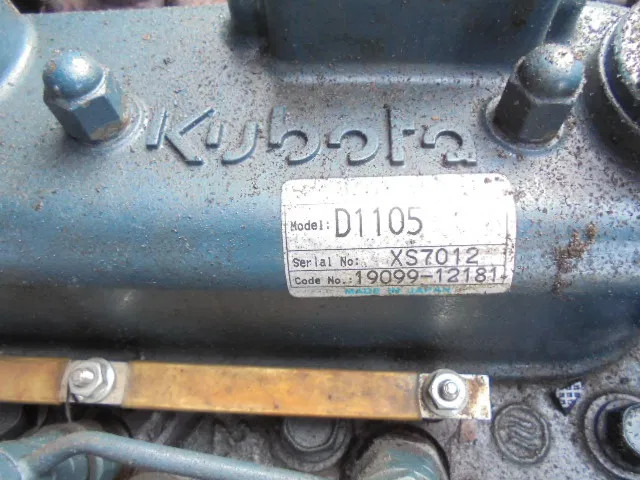 Kubota
Model: D1105
Serial No: XS7012
Code No.: 19099-12181
MADE IN JAPAN